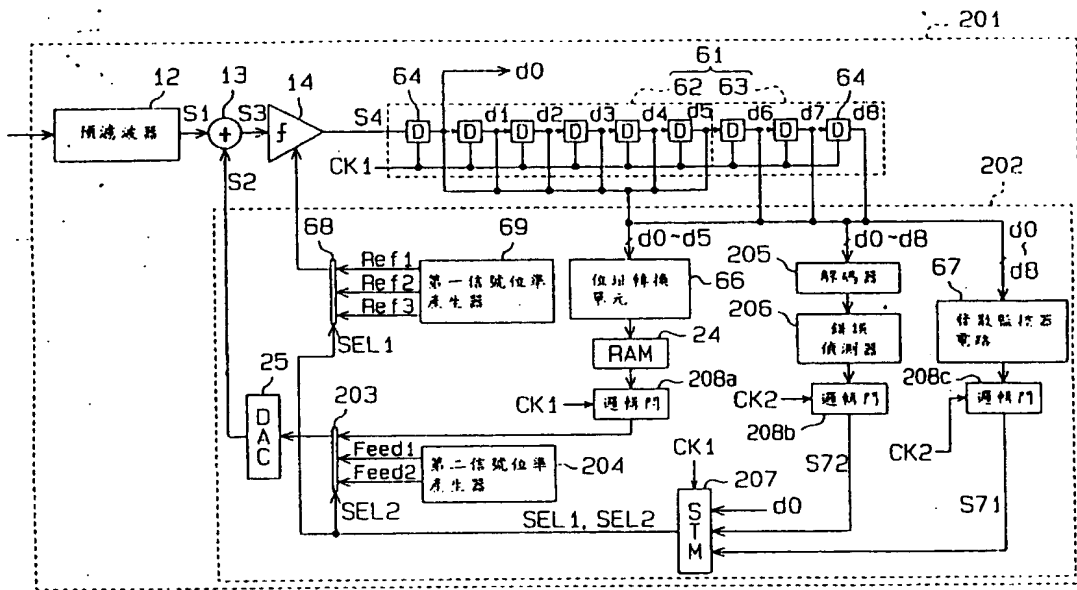 201
12
13
14
64
61
62
63
64
d0
預濾波器
S1
S3
S4
D
D
D
D
D
D
D
D
D
d1
d2
d3
d4
d5
d6
d7
d8
CK1
S2
202
68
69
Ref1
Ref2
Ref3
第一信號位準
產生器
SEL1
d0~d5
位址轉換
單元
66
RAM
24
208a
CK1
邏輯門
d0~d8
205
解碼器
206
錯誤
偵測器
CK2
邏輯門
208b
d0
~
d8
67
電路
208c
邏輯門
CK2
25
DAC
203
Feed1
Feed2
第二信號位準
產生器
204
SEL2
SEL1, SEL2
CK1
207
STM
d0
S72
S71